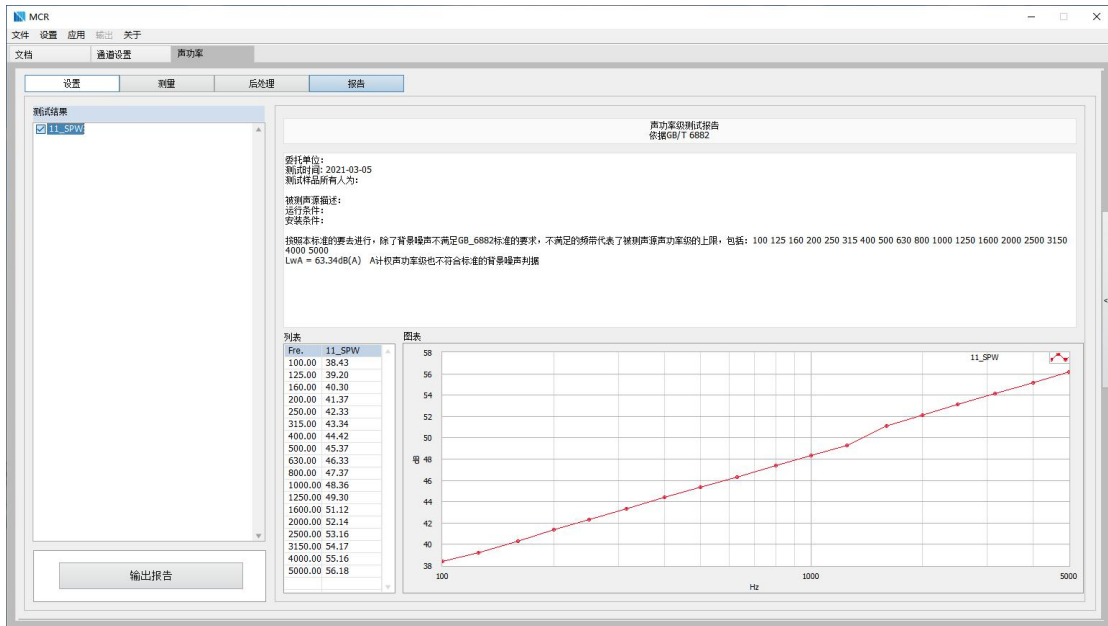 MCR
文件 设置 应用 输出 关于
文档 通道设置 声功率
设置 测量 后处理 报告
测试结果
11_SPW
声功率级测试报告
依据GB/T 6882
委托单位:
测试时间: 2021-03-05
测试样品所有人为:
被测声源描述:
运行条件:
安装条件:
按照本标准的要去进行，除了背景噪声不满足GB_6882标准的要求，不满足的频带代表了被测声源声功率级的上限，包括: 100 125 160 200 250 315 400 500 630 800 1000 1250 1600 2000 2500 3150
4000 5000
LwA = 63.34dB(A) A计权声功率级也不符合标准的背景噪声判据
列表
Fre. 11_SPW
100.00 38.43
125.00 39.20
160.00 40.30
200.00 41.37
250.00 42.33
315.00 43.34
400.00 44.42
500.00 45.37
630.00 46.33
800.00 47.37
1000.00 48.36
1250.00 49.30
1600.00 51.12
2000.00 52.14
2500.00 53.16
3150.00 54.17
4000.00 55.16
5000.00 56.18
图表
11_SPW
58
56
54
52
50
dB 48
46
44
42
40
38
100 1000 5000
Hz
输出报告